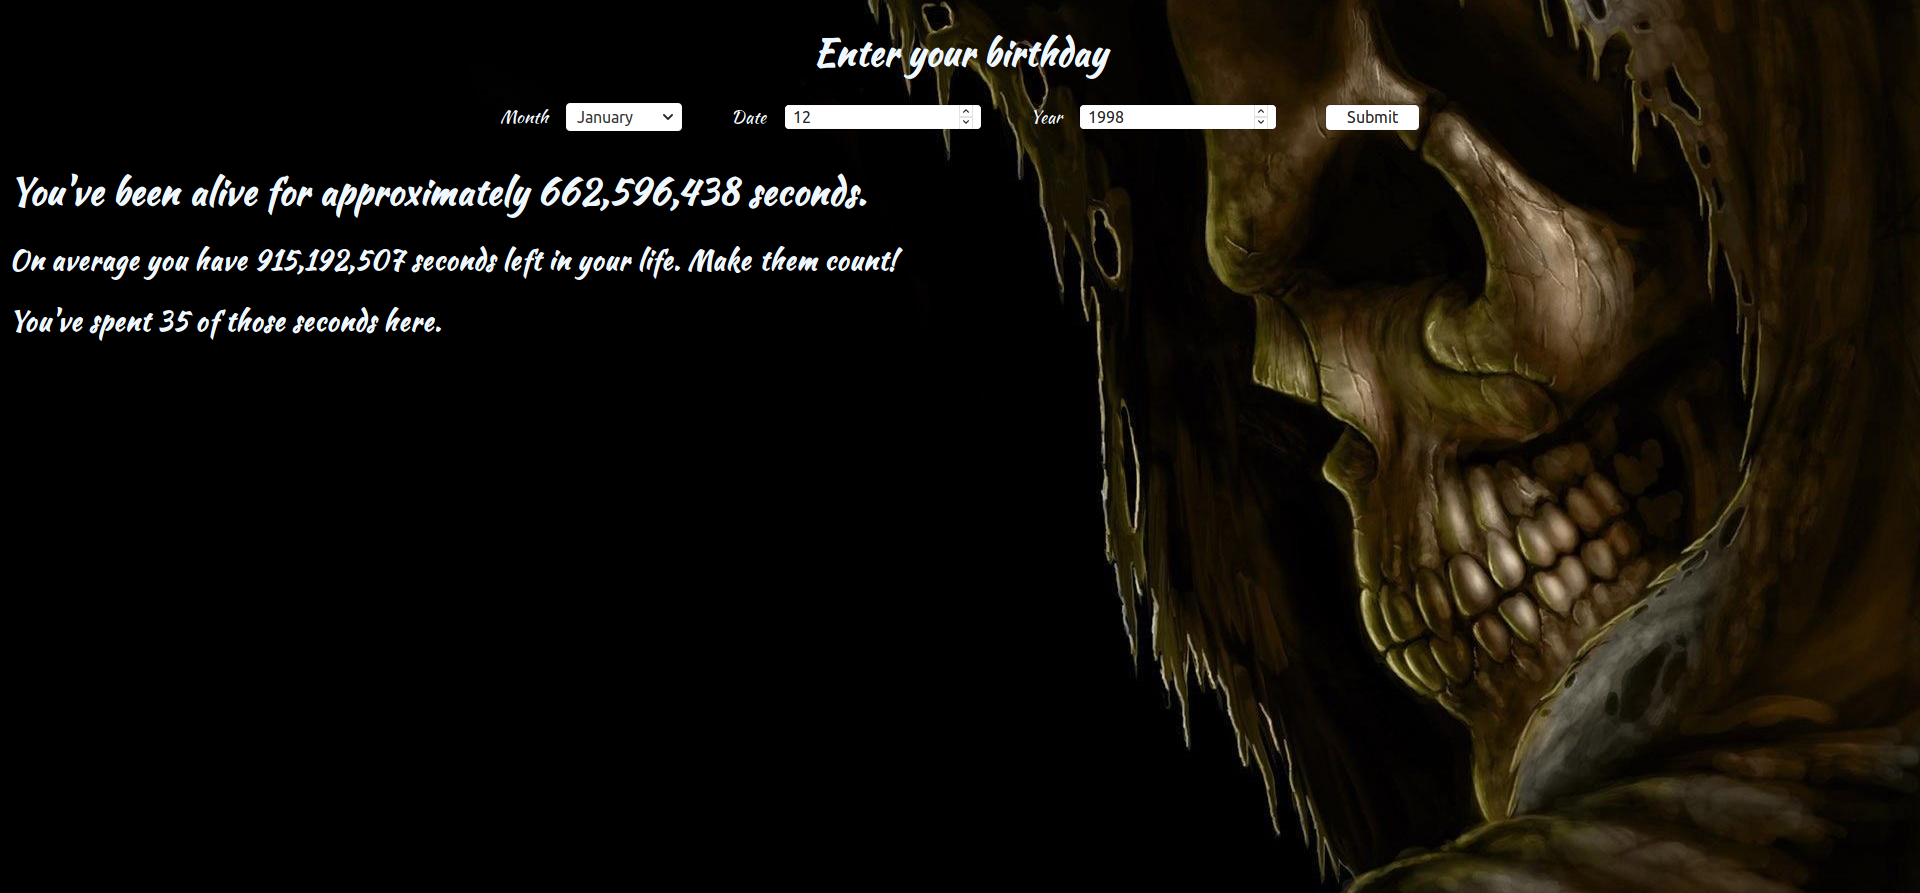 Enter your birthday
Month January Date 12 Year 1998 Submit
You've been alive for approximately 662,596,438 seconds.
On average you have 915,192,507 seconds left in your life. Make them count!
You've spent 35 of those seconds here.